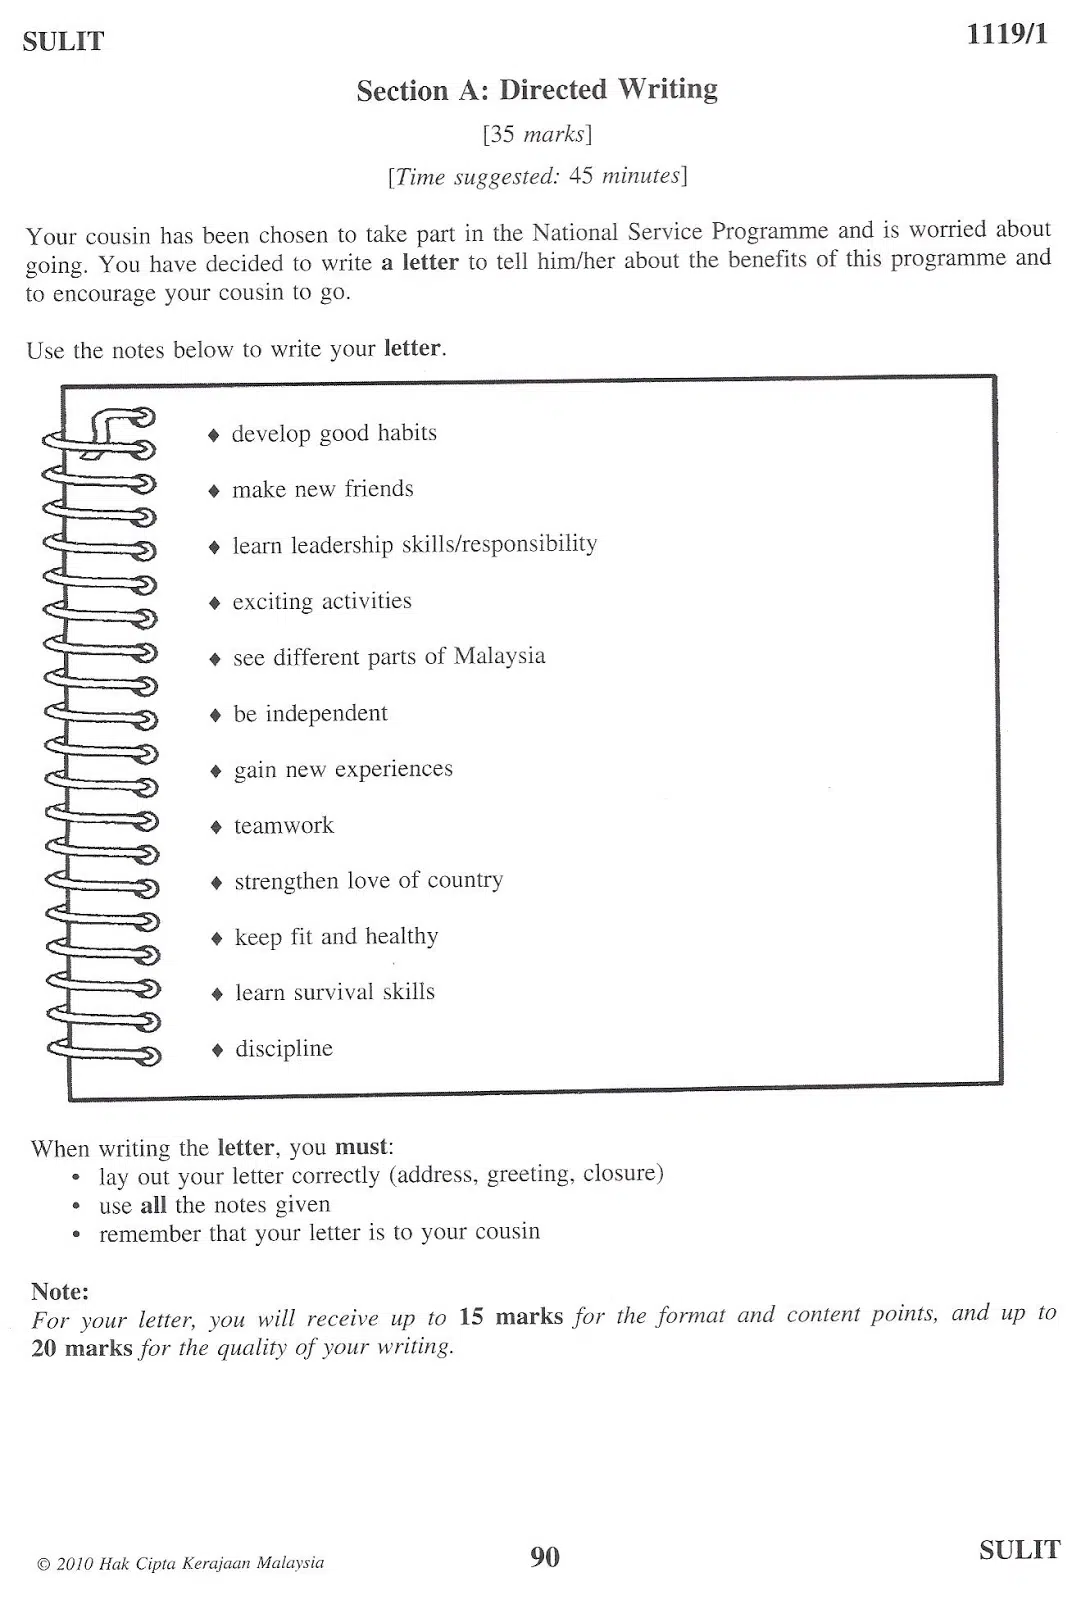 SULIT
1119/1
Section A: Directed Writing
[35 marks]
[Time suggested: 45 minutes]
Your cousin has been chosen to take part in the National Service Programme and is worried about
going. You have decided to write a letter to tell him/her about the benefits of this programme and
to encourage your cousin to go.
Use the notes below to write your letter.
♦ develop good habits
♦ make new friends
♦ learn leadership skills/responsibility
♦ exciting activities
♦ see different parts of Malaysia
♦ be independent
♦ gain new experiences
♦ teamwork
♦ strengthen love of country
♦ keep fit and healthy
♦ learn survival skills
♦ discipline
When writing the letter, you must:
• lay out your letter correctly (address, greeting, closure)
• use all the notes given
• remember that your letter is to your cousin
Note:
For your letter, you will receive up to 15 marks for the format and content points, and up to
20 marks for the quality of your writing.
© 2010 Hak Cipta Kerajaan Malaysia
90
SULIT